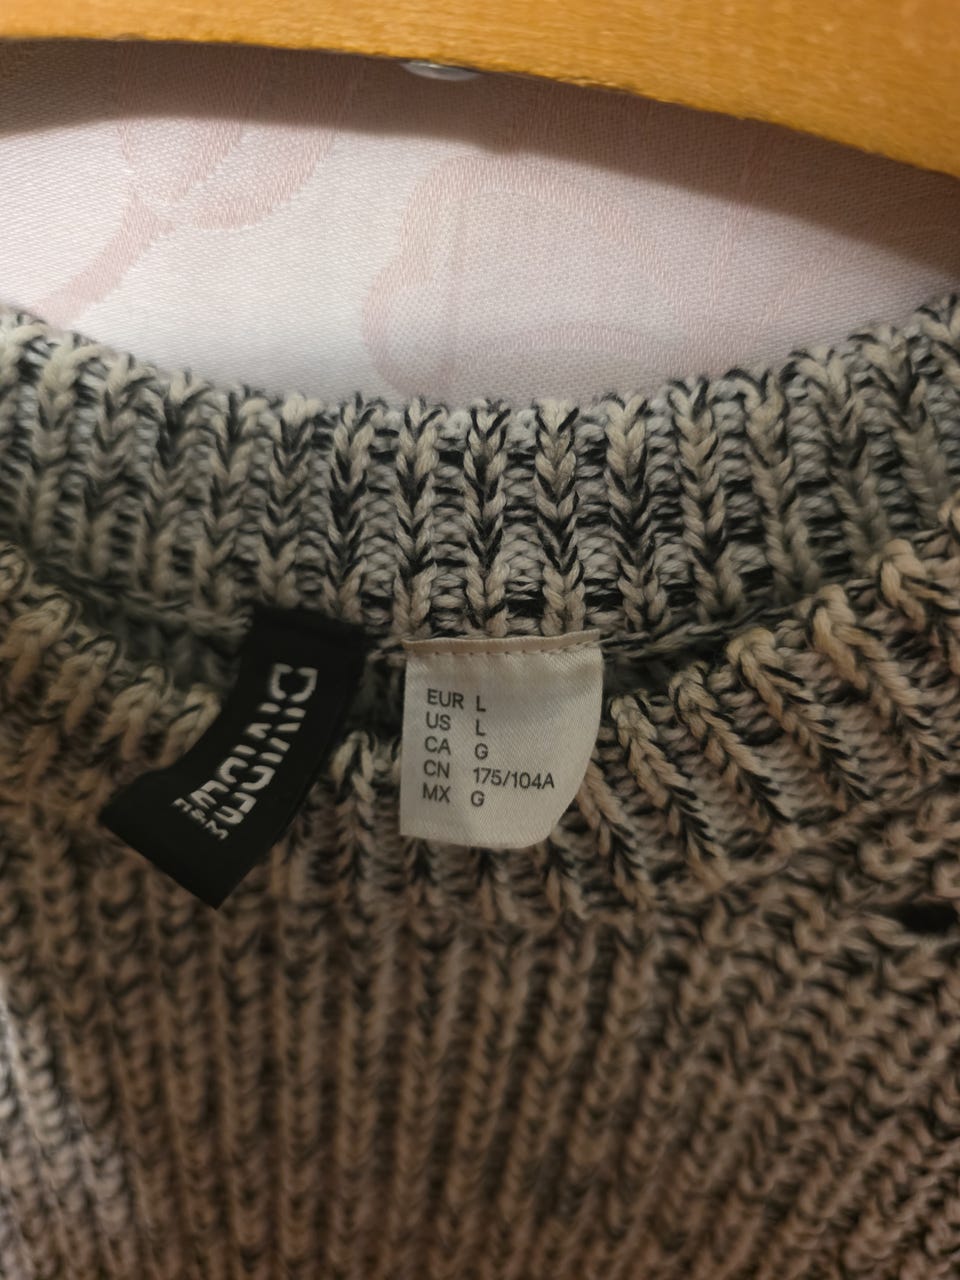 DIVIDED
H&M
EUR L
US L
CA G
CN 175/104A
MX G